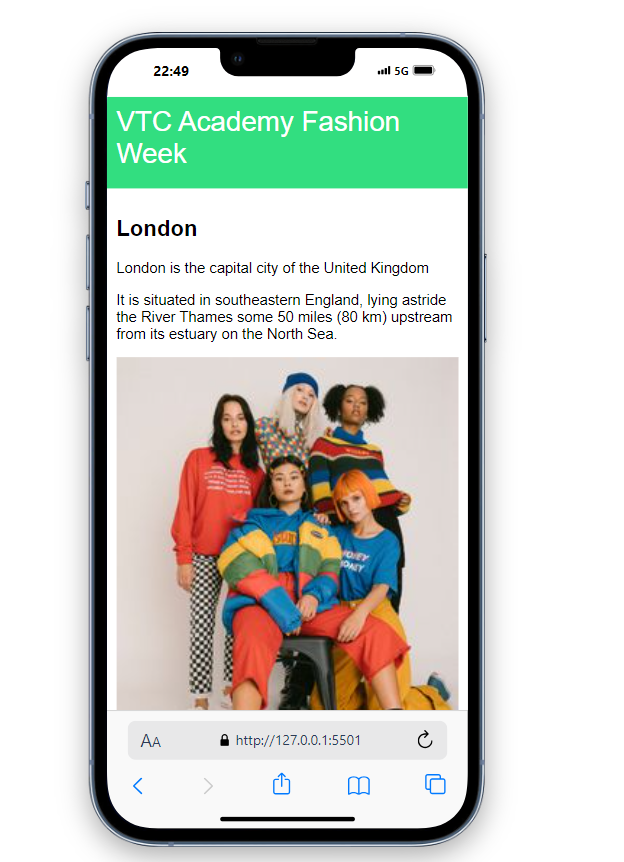 22:49
5G
VTC Academy Fashion
Week
London
London is the capital city of the United Kingdom
It is situated in southeastern England, lying astride
the River Thames some 50 miles (80 km) upstream
from its estuary on the North Sea.
HONEY
MONEY
AA
http://127.0.0.1:5501